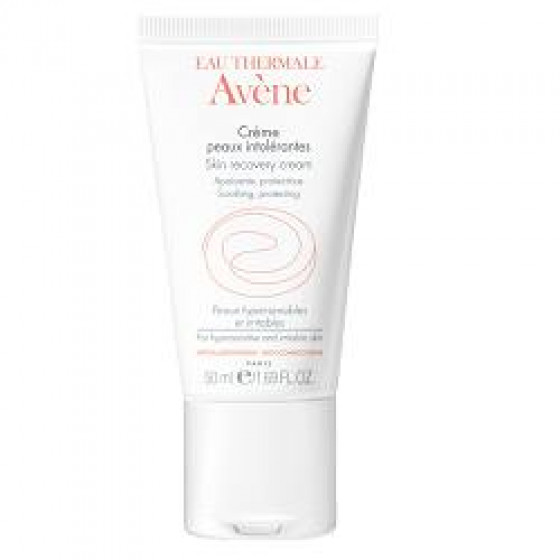 EAU THERMALE
Avène
Crème
peaux intolérantes
Skin recovery cream
Apaisante, protectrice
Soothing, protecting
Peaux hypersensibles
et irritables
For hypersensitive and irritable skin
PARIS
50 ml e/1.69 FL.OZ.